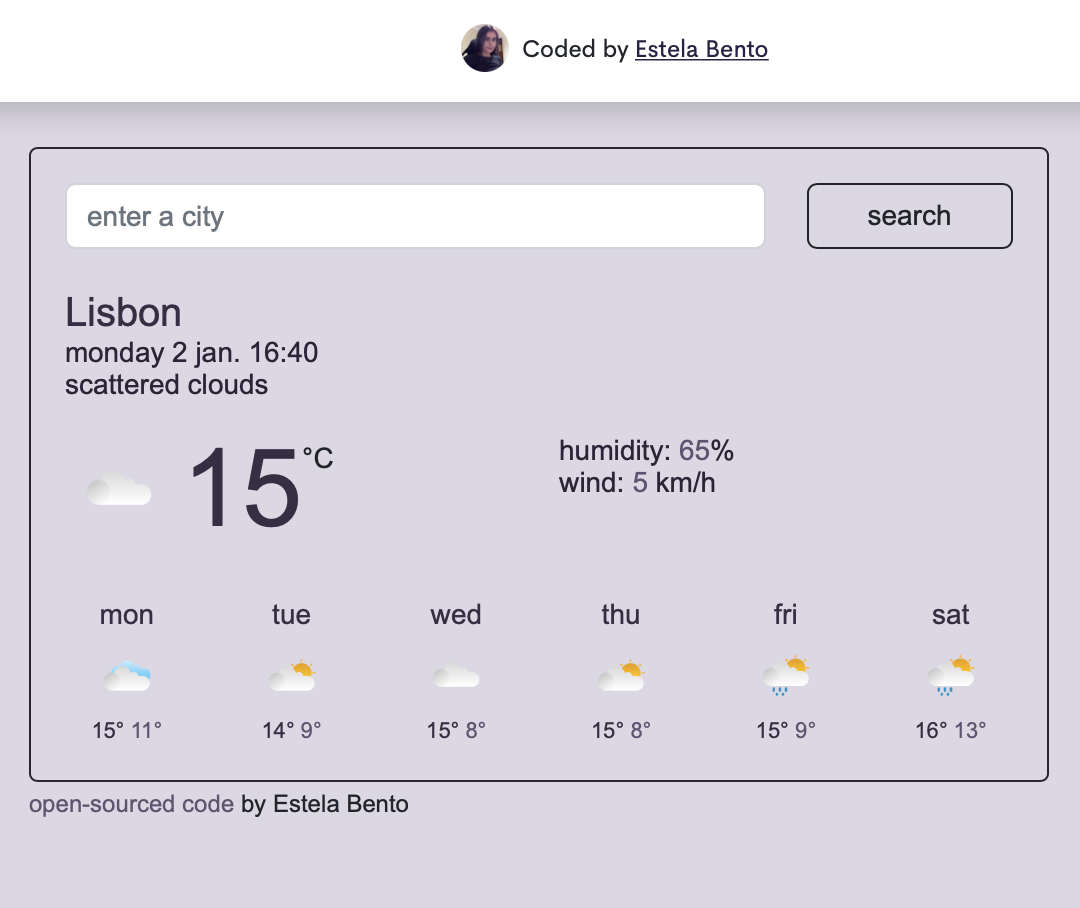 Coded by Estela Bento
enter a city
search
Lisbon
monday 2 jan. 16:40
scattered clouds
15 °C
humidity: 65%
wind: 5 km/h
mon tue wed thu fri sat
15° 11° 14° 9° 15° 8° 15° 8° 15° 9° 16° 13°
open-sourced code by Estela Bento